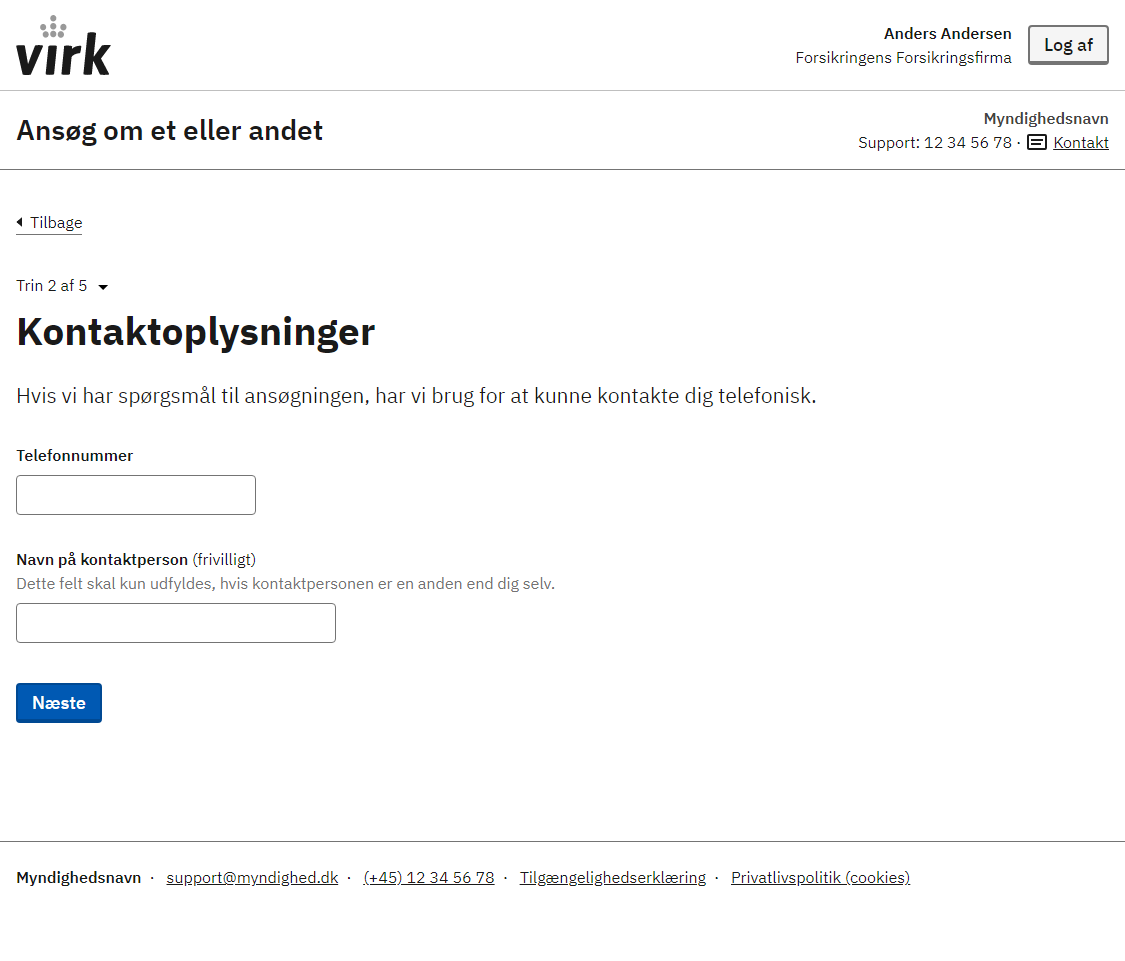 virk
Anders Andersen
Forsikringens Forsikringsfirma
Log af
Ansøg om et eller andet
Myndighedsnavn
Support: 12 34 56 78 · Kontakt
Tilbage
Trin 2 af 5
Kontaktoplysninger
Hvis vi har spørgsmål til ansøgningen, har vi brug for at kunne kontakte dig telefonisk.
Telefonnummer
Navn på kontaktperson (frivilligt)
Dette felt skal kun udfyldes, hvis kontaktpersonen er en anden end dig selv.
Næste
Myndighedsnavn · support@myndighed.dk · (+45) 12 34 56 78 · Tilgængelighedserklæring · Privatlivspolitik (cookies)